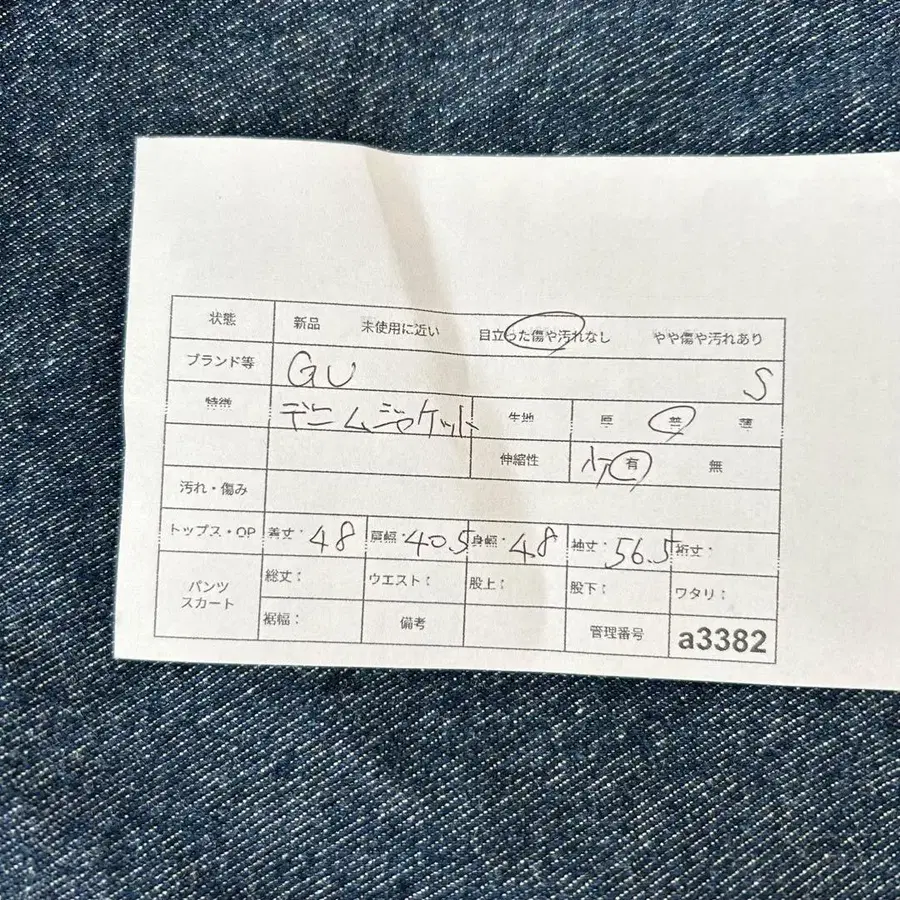 状態 新品 未使用に近い 目立った傷や汚れなし やや傷や汚れあり
ブランド等 GU S
特徴 デニムジャケット 生地 厚 普 薄
伸縮性 有 無
汚れ・傷み
トップス・OP 着丈: 48 肩幅: 40.5 身幅: 48 袖丈: 56.5 裄丈:
パンツ スカート 総丈: ウエスト: 股上: 股下: ワタリ:
裾幅: 備考 管理番号 a3382